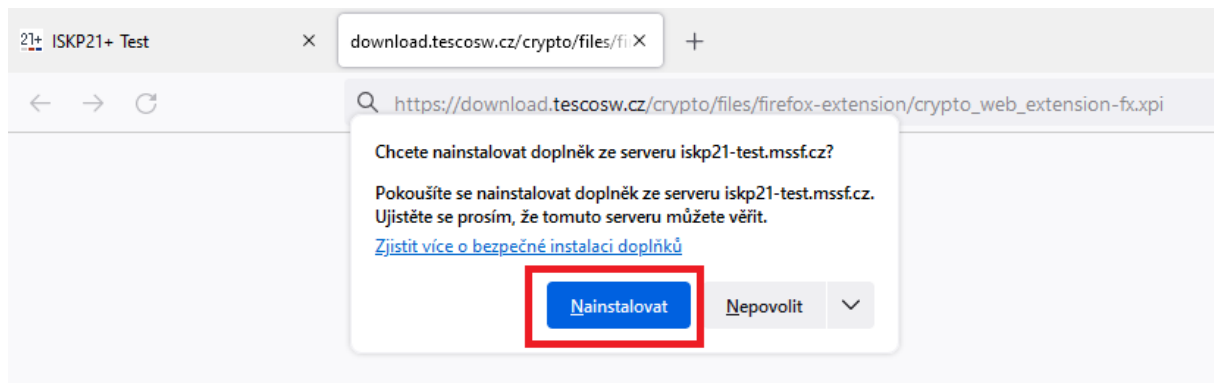 21+ ISKP21+ Test
download.tescosw.cz/crypto/files/fi
https://download.tescosw.cz/crypto/files/firefox-extension/crypto_web_extension-fx.xpi
Chcete nainstalovat doplněk ze serveru iskp21-test.mssf.cz?
Pokoušíte se nainstalovat doplněk ze serveru iskp21-test.mssf.cz.
Ujistěte se prosím, že tomuto serveru můžete věřit.
Zjistit více o bezpečné instalaci doplňků
Nainstalovat
Nepovolit